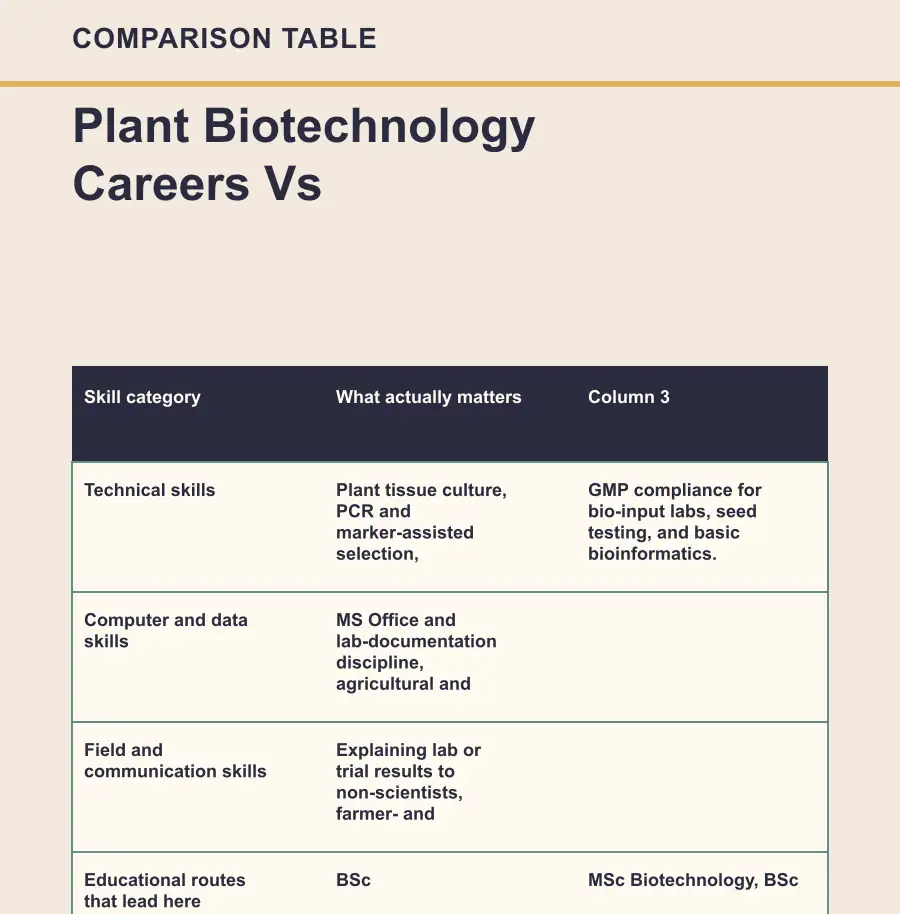 COMPARISON TABLE
Plant Biotechnology
Careers Vs
Skill category
What actually matters
Column 3
Technical skills
Plant tissue culture,
PCR and
marker-assisted
selection,
GMP compliance for
bio-input labs, seed
testing, and basic
bioinformatics.
Computer and data
skills
MS Office and
lab-documentation
discipline,
agricultural and
Field and
communication skills
Explaining lab or
trial results to
non-scientists,
farmer- and
Educational routes
that lead here
BSc
MSc Biotechnology, BSc